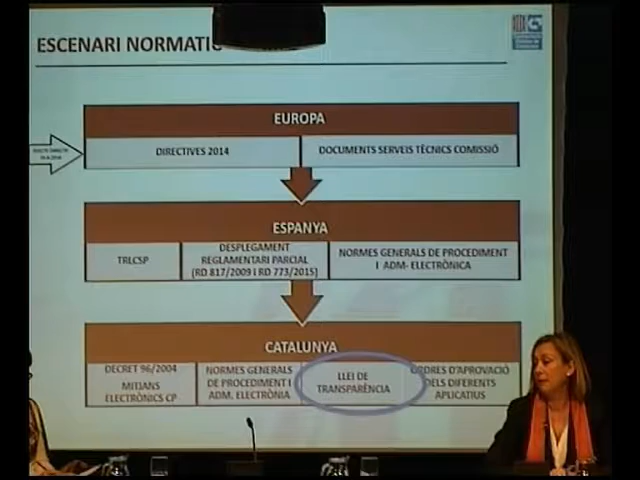 ESCENARI
EUROPA
DIRECTIVES 2014
DOCUMENTS SERVEIS TÈCNICS COMISSIÓ
ESPANYA
TRLCSP
DESPLEGAMENT
REGLAMENTARI PARCIAL
(RD 817/2009 I RD 773/2015)
NORMES GENERALS DE PROCEDIMENT
I ADM- ELECTRÒNICA
CATALUNYA
DECRET 96/2004
MITJANS
ELECTRÒNICS CP
NORMES GENERALS
DE PROCEDIMENT I
ADM. ELECTRÒNIA
LLEI DE
TRANSPARÈNCIA
D'APROVACIÓ
DELS DIFERENTS
APLICATIUS